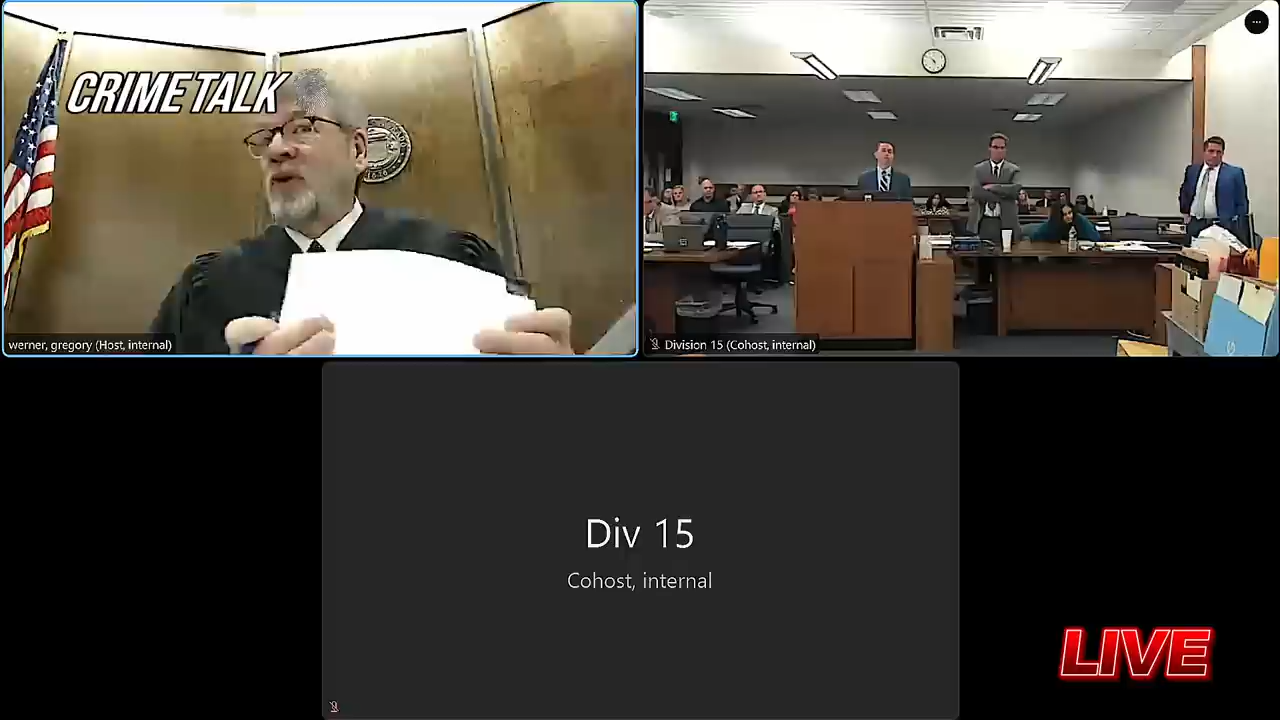 CRIME TALK
werner, gregory (Host, internal)
Division 15 (Cohost, internal)
Div 15
Cohost, internal
LIVE